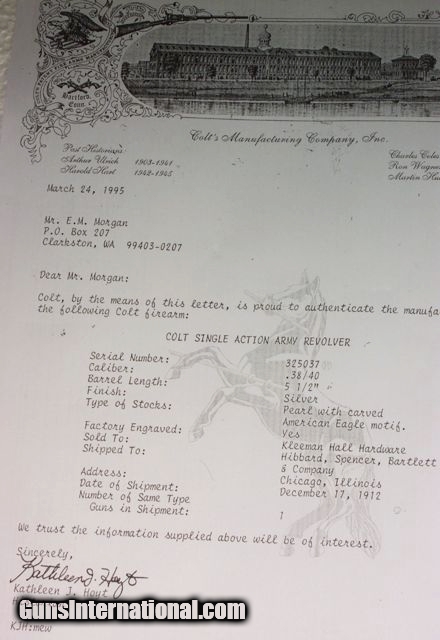 Hartford,
Conn.
Colt's Manufacturing Company, Inc.
Past Historians:
Arthur Ulrich 1903-1941
Harold Hart 1942-1945
Charles Coles
Ron Wagner
Martin
March 24, 1995
Mr. E.M. Morgan
P.O. Box 207
Clarkston, WA 99403-0207
Dear Mr. Morgan:
Colt, by the means of this letter, is proud to authenticate the manufa
the following Colt firearm:
COLT SINGLE ACTION ARMY REVOLVER
Serial Number: 325037
Caliber: .38/40
Barrel Length: 5 1/2"
Finish: Silver
Type of Stocks: Pearl with carved
American Eagle motif.
Factory Engraved: Yes
Sold To: Kleeman Hall Hardware
Shipped To: Hibbard, Spencer, Bartlett
& Company
Address: Chicago, Illinois
Date of Shipment: December 17, 1912
Number of Same Type
Guns in Shipment: 1
We trust the information supplied above will be of interest.
Sincerely,
Kathleen J. Hoyt
Kathleen J. Hoyt
GunsInternational.com
KJH:mew